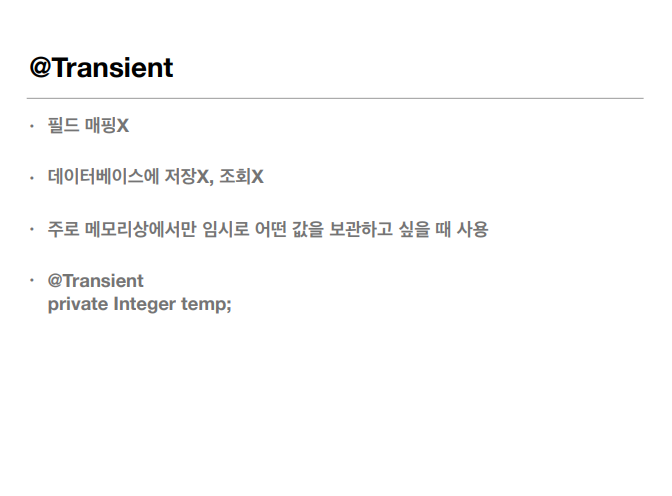 @Transient
• 필드 매핑X
• 데이터베이스에 저장X, 조회X
• 주로 메모리상에서만 임시로 어떤 값을 보관하고 싶을 때 사용
• @Transient
private Integer temp;